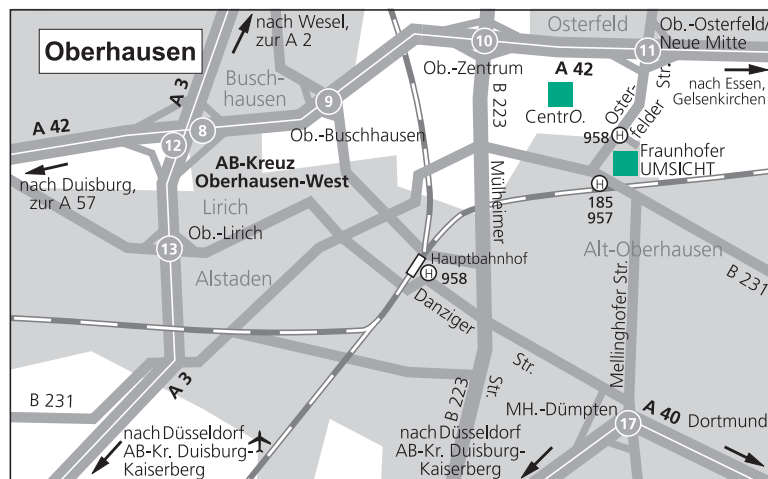 nach Wesel,
zur A 2
Oberhausen
A 3
Busch-
hausen
Osterfeld
Ob.-Osterfeld/
Neue Mitte
10
11
Ob.-Zentrum
A 42
nach Essen,
Gelsenkirchen
B 223
CentrO.
Oster-
felder
Str.
9
Ob.-Buschhausen
A 42
12
8
958 H
Fraunhofer
UMSICHT
AB-Kreuz
Oberhausen-West
nach Duisburg,
zur A 57
Mülheimer
H
185
957
Lirich
Ob.-Lirich
13
Alt-Oberhausen
Hauptbahnhof
H 958
Alstaden
Danziger
B 231
Mellinghofer Str.
Str.
A 3
B 231
B 223
Str.
MH.-Dümpten
A 40
Dortmund
17
nach Düsseldorf
AB-Kr. Duisburg-
Kaiserberg
nach Düsseldorf
AB-Kr. Duisburg-
Kaiserberg